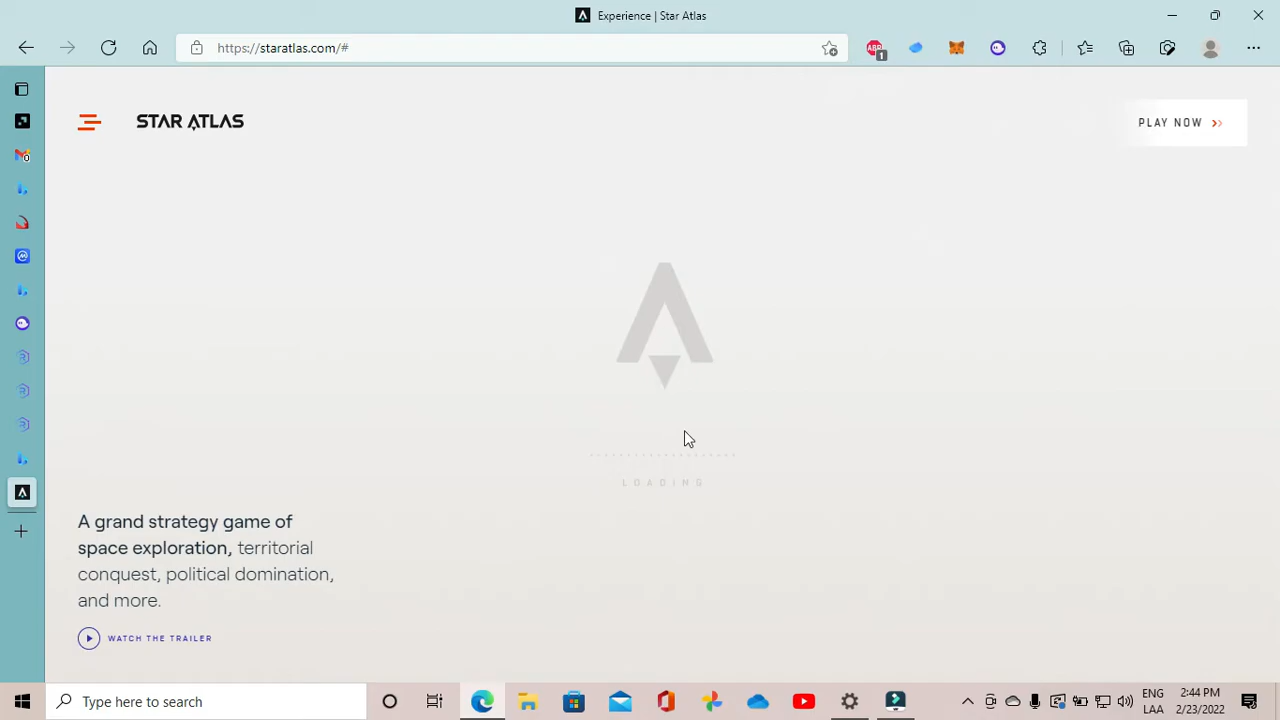 Experience | Star Atlas
https://staratlas.com/#
1
STAR ATLAS
PLAY NOW
LOADING
A grand strategy game of
space exploration, territorial
conquest, political domination,
and more.
WATCH THE TRAILER
Type here to search
ENG
LAA
2:44 PM
2/23/2022